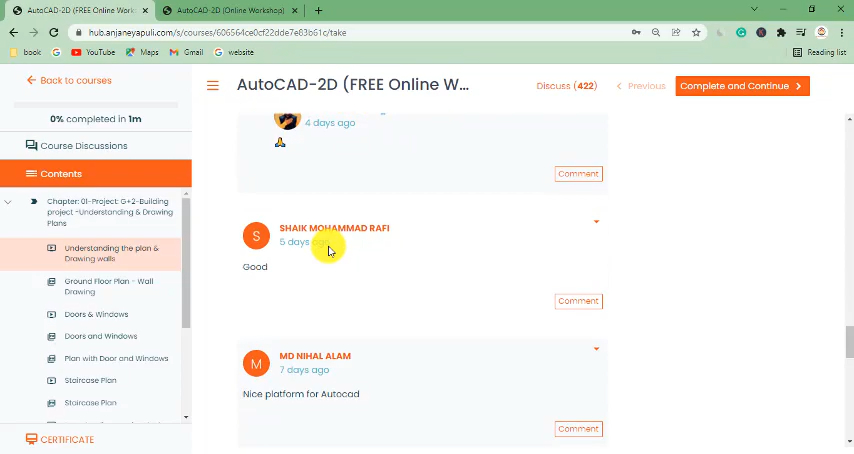 AutoCAD-2D (FREE Online Worksh
AutoCAD-2D (Online Workshop)
hub.anjaneyapuli.com/s/courses/606564ce0cf22dde7e83b61c/take
book
YouTube
Maps
Gmail
website
Reading list
Back to courses
0% completed in 1m
Course Discussions
Contents
Chapter: 01-Project: G+2-Building
project -Understanding & Drawing
Plans
Understanding the plan &
Drawing walls
Ground Floor Plan - Wall
Drawing
Doors & Windows
Doors and Windows
Plan with Door and Windows
Staircase Plan
Staircase Plan
CERTIFICATE
AutoCAD-2D (FREE Online W...
Discuss (422)
Previous
Complete and Continue
4 days ago
Comment
S
SHAIK MOHAMMAD RAFI
5 days ago
Good
Comment
M
MD NIHAL ALAM
7 days ago
Nice platform for Autocad
Comment